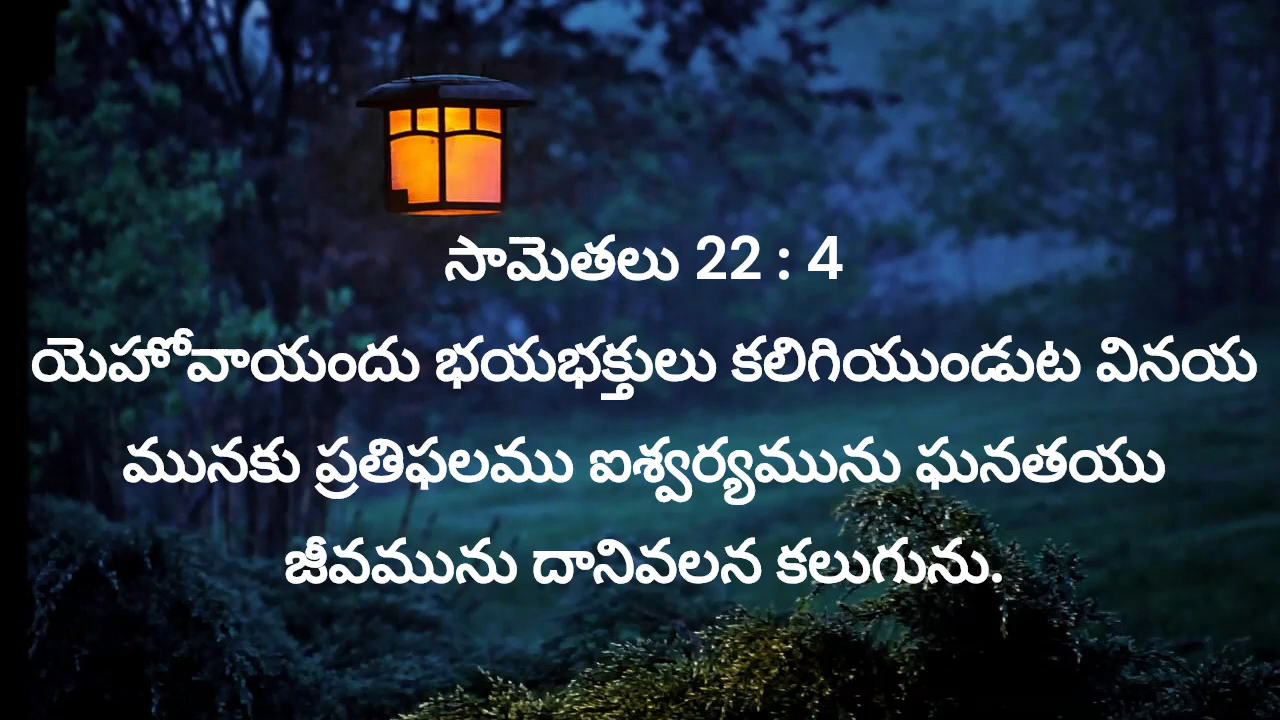 సామెతలు 22 : 4
యెహోవాయందు భయభక్తులు కలిగియుండుట వినయ
మునకు ప్రతిఫలము ఐశ్వర్యమును ఘనతయు
జీవమును దానివలన కలుగును.